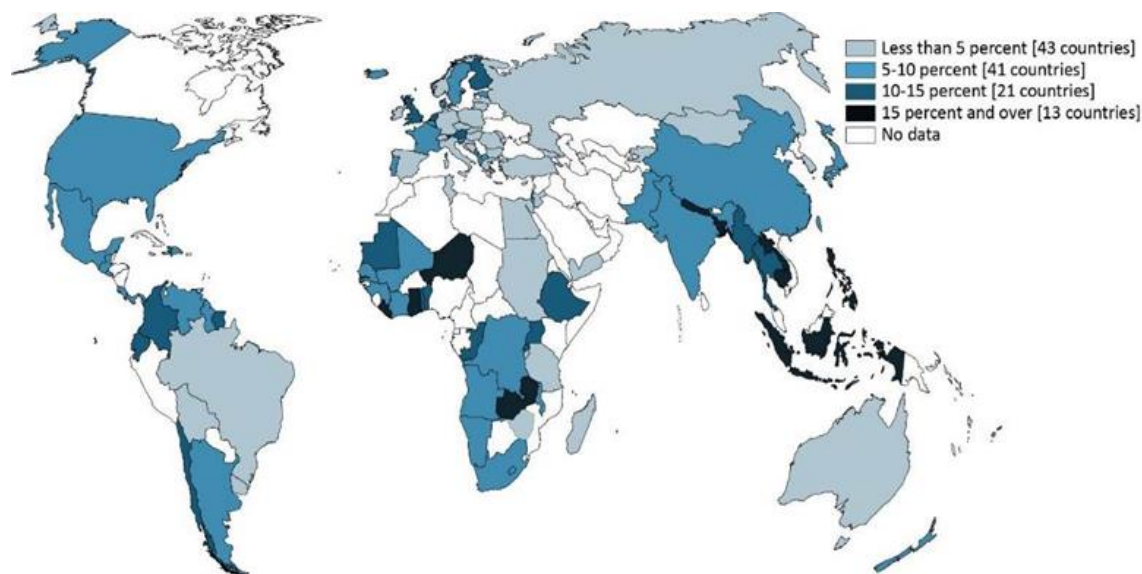 Less than 5 percent [43 countries]
5-10 percent [41 countries]
10-15 percent [21 countries]
15 percent and over [13 countries]
No data